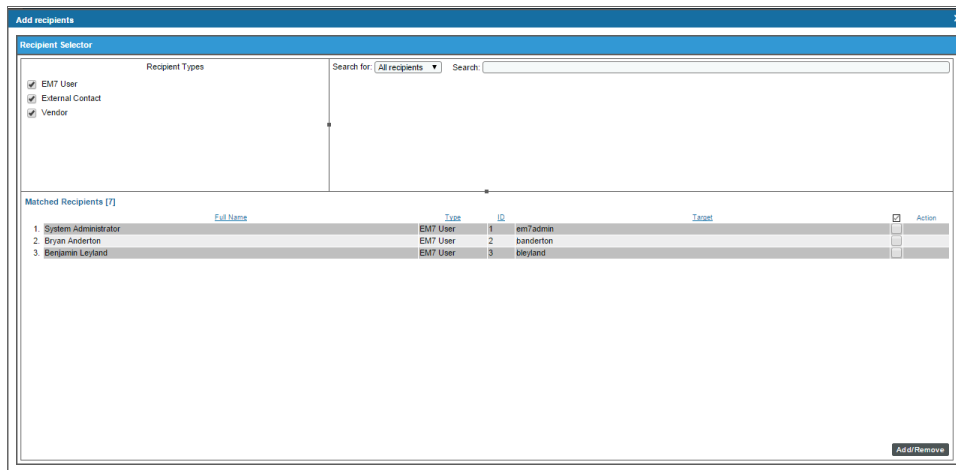 Add recipients
Recipient Selector
Recipient Types
Search for: All recipients ▼ Search:
EM7 User
External Contact
Vendor
Matched Recipients [7]
Full Name Type ID Target Action
1. System Administrator EM7 User 1 em7admin
2. Bryan Anderton EM7 User 2 banderton
3. Benjamin Leyland EM7 User 3 bleyland
Add/Remove